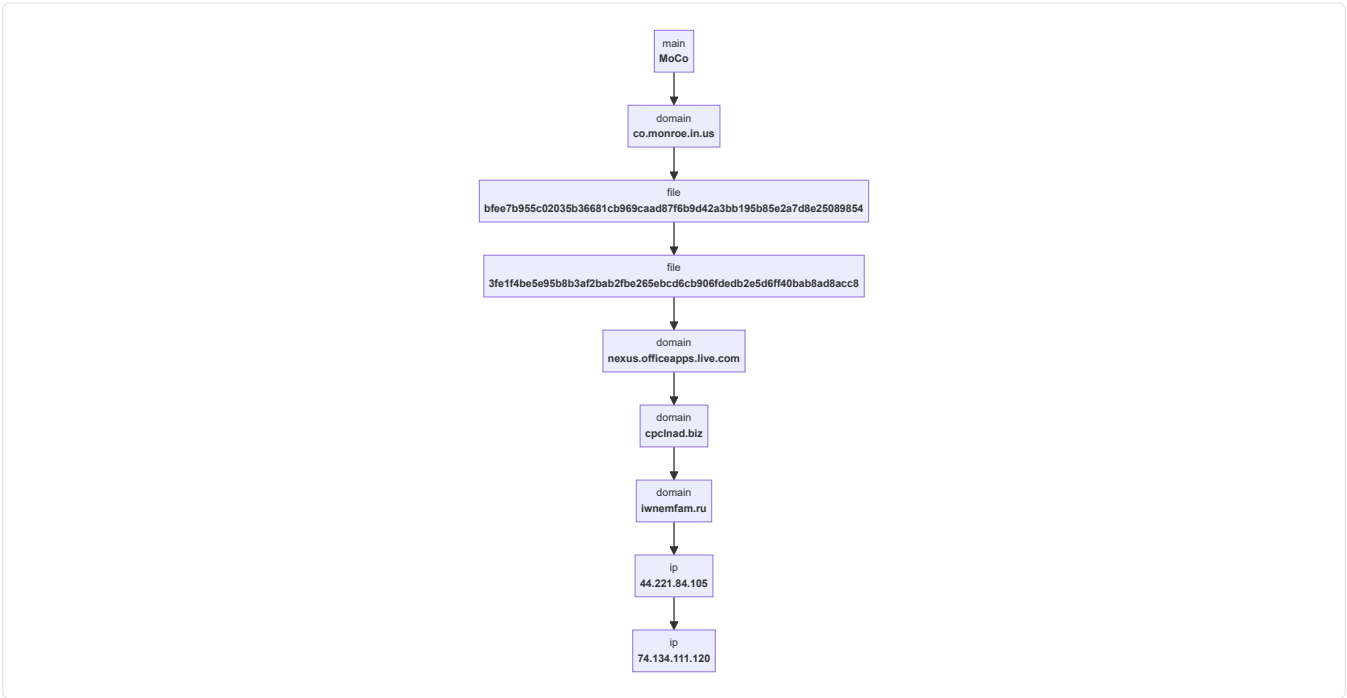 main
MoCo
domain
co.monroe.in.us
file
bfee7b955c02035b36681cb969caad87f6b9d42a3bb195b85e2a7d8e25089854
file
3fe1f4be5e95b8b3af2bab2fbe265ebcd6cb906fdedb2e5d6ff40bab8ad8acc8
domain
nexus.officeapps.live.com
domain
cpclnad.biz
domain
iwnemfam.ru
ip
44.221.84.105
ip
74.134.111.120